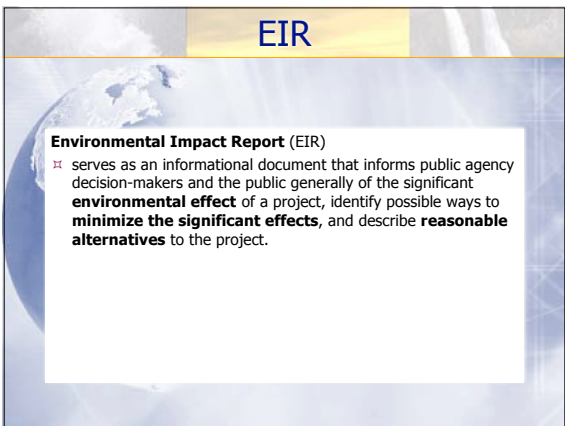 EIR
Environmental Impact Report (EIR)
¤ serves as an informational document that informs public agency
decision-makers and the public generally of the significant
environmental effect of a project, identify possible ways to
minimize the significant effects, and describe reasonable
alternatives to the project.